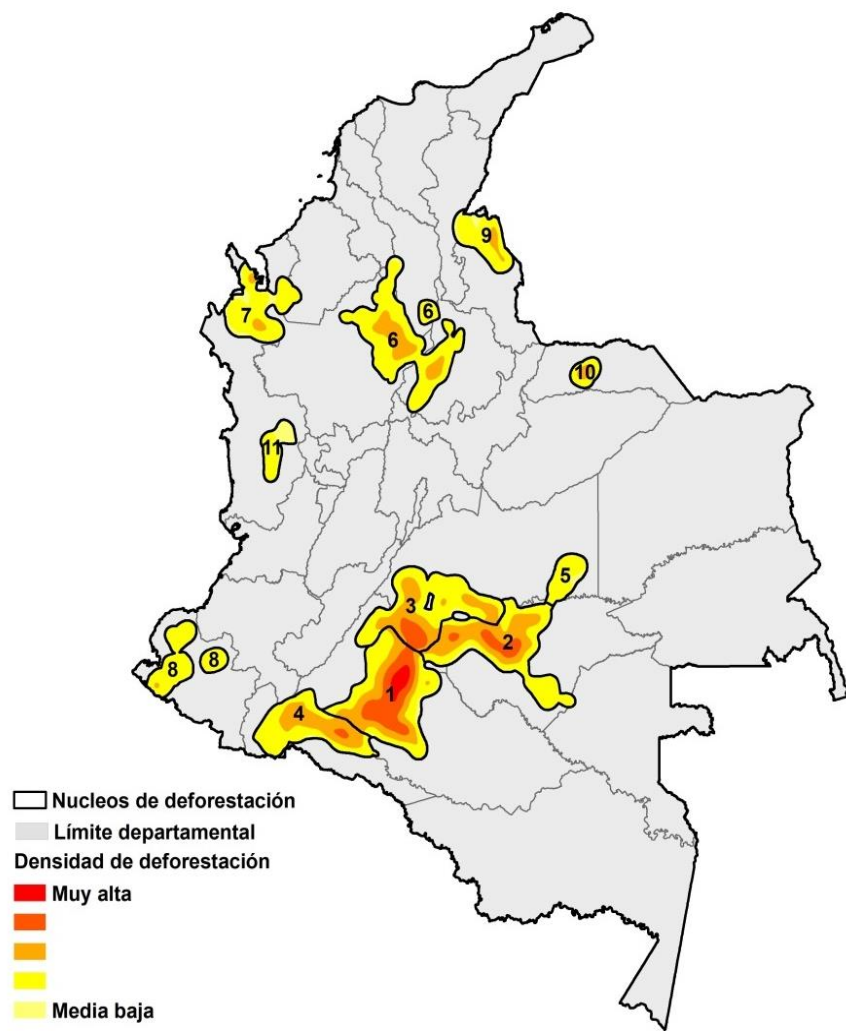 9
7
6
6
10
11
5
3
2
8
8
1
4
Nucleos de deforestación
Límite departamental
Densidad de deforestación
Muy alta
Media baja